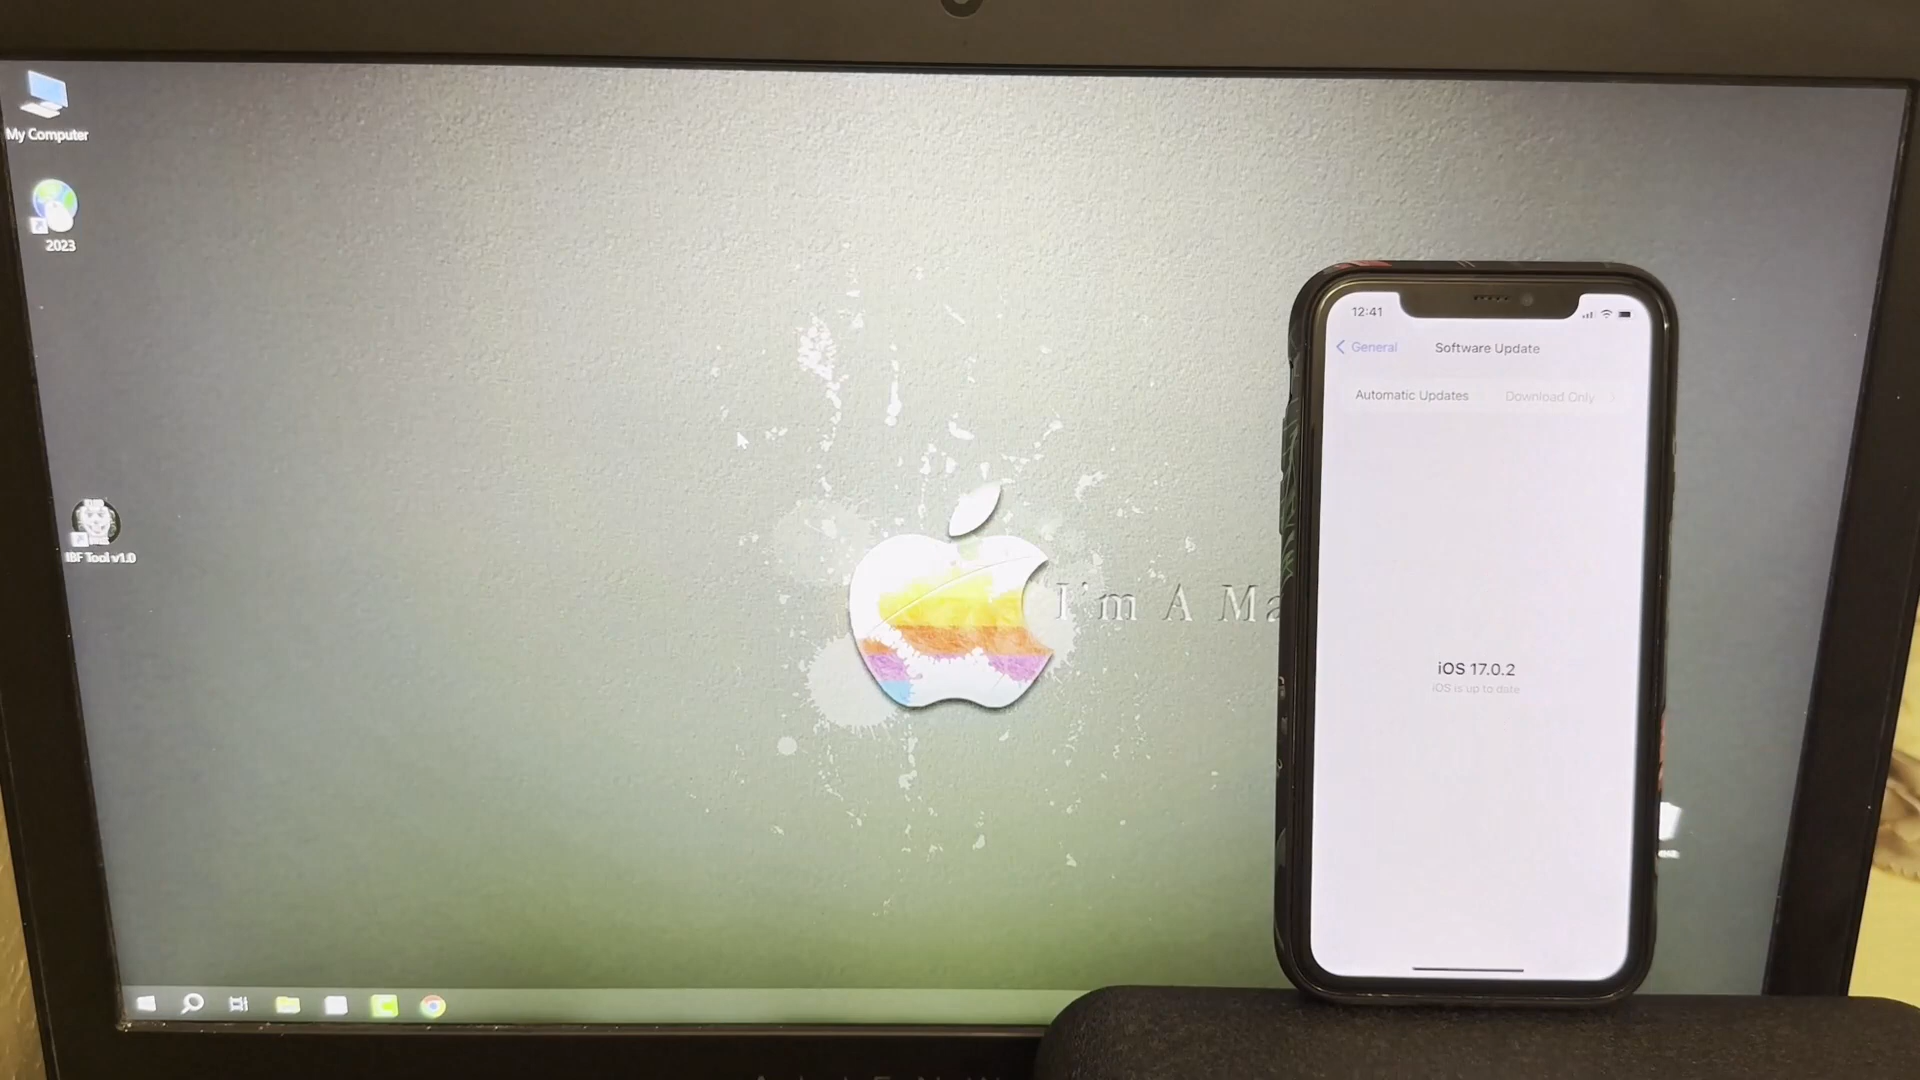 My Computer
2023
IBF Tool v1.0
I'm A Ma
12:41
General
Software Update
Automatic Updates
Download Only
iOS 17.0.2
iOS is up to date